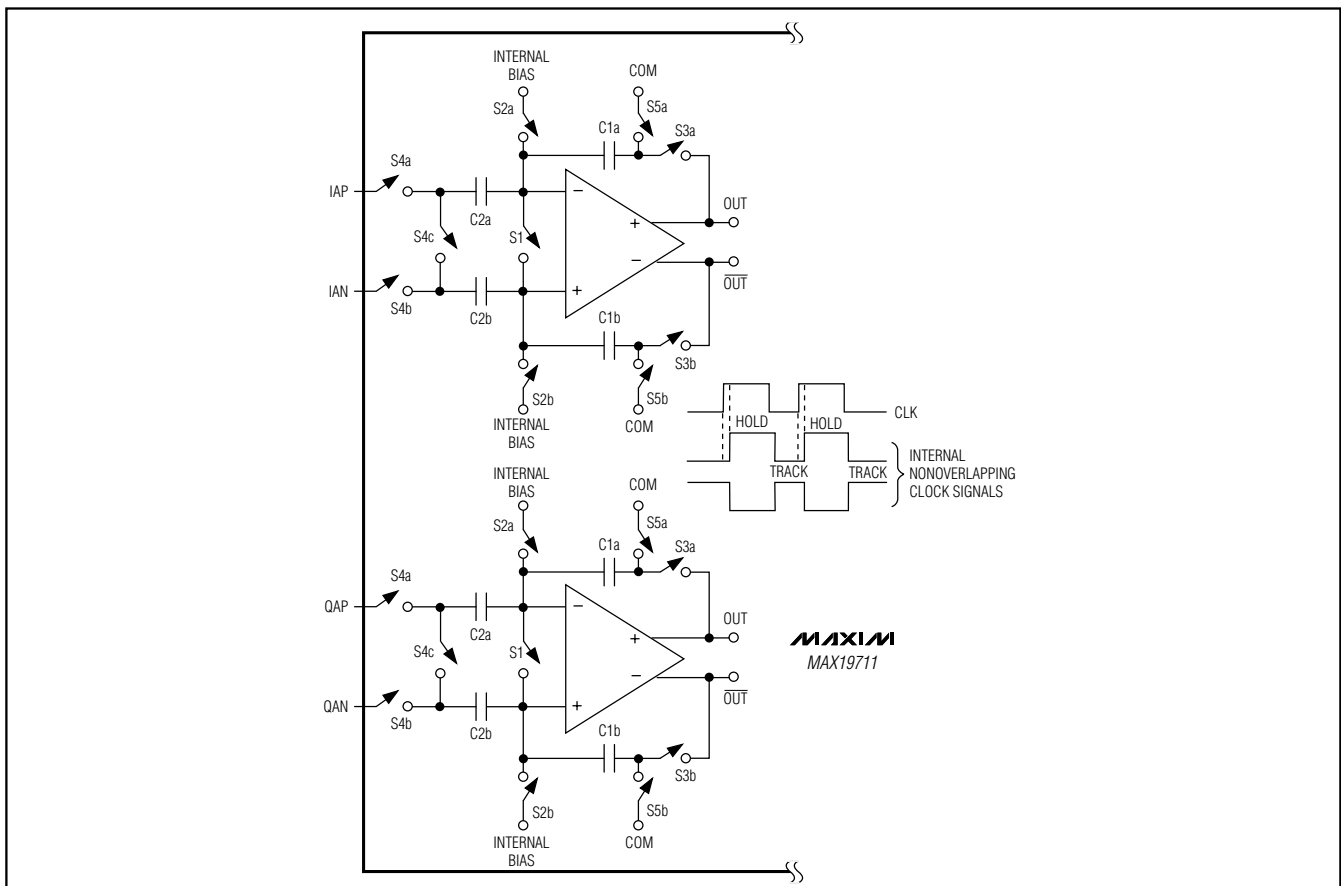 INTERNAL
BIAS
COM
S2a
S5a
C1a
S3a
S4a
IAP
C2a
−
OUT
+
S4c
S1
−
OUT
IAN
+
S4b
C2b
C1b
S3b
S2b
S5b
INTERNAL
BIAS
COM
CLK
HOLD
HOLD
TRACK
TRACK
INTERNAL
NONOVERLAPPING
CLOCK SIGNALS
INTERNAL
BIAS
COM
S2a
S5a
C1a
S3a
S4a
QAP
C2a
−
OUT
+
S4c
S1
−
OUT
QAN
+
S4b
C2b
C1b
S3b
S2b
S5b
INTERNAL
BIAS
COM
MAXIM
MAX19711